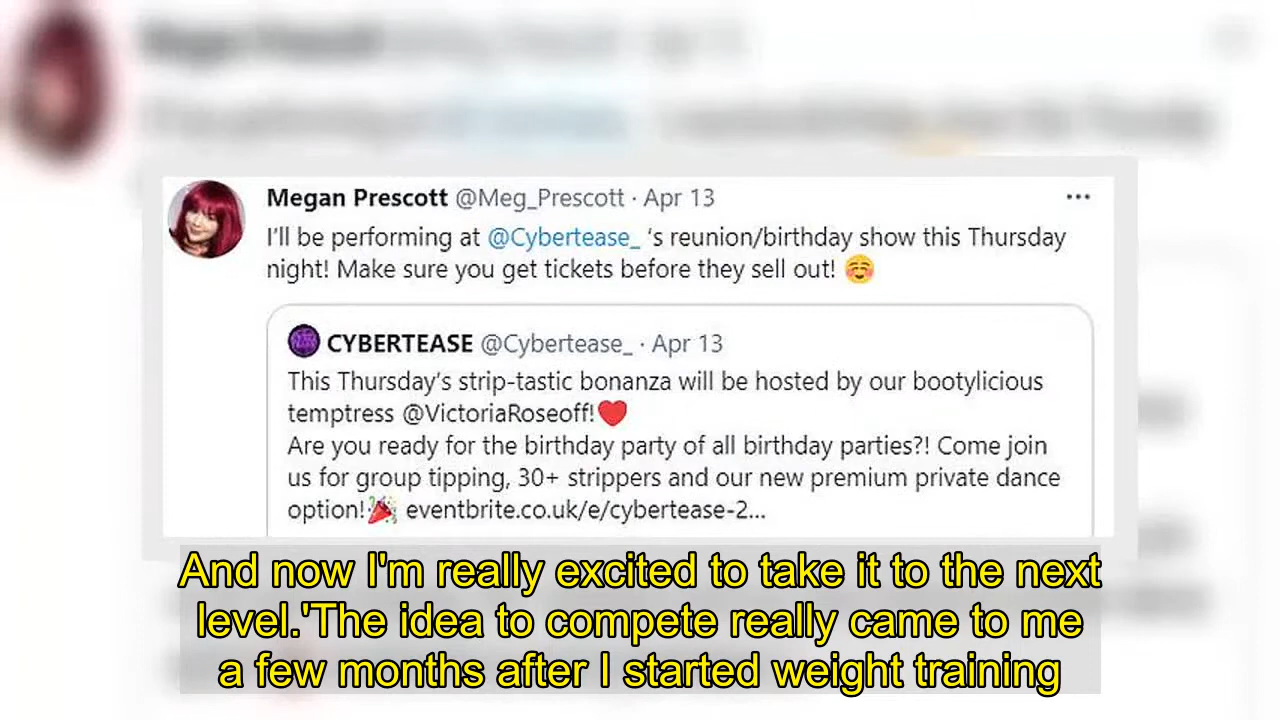 Megan Prescott @Meg_Prescott · Apr 13
I'll be performing at @Cybertease_ 's reunion/birthday show this Thursday
night! Make sure you get tickets before they sell out! ☺️
CYBERTEASE @Cybertease_ · Apr 13
This Thursday's strip-tastic bonanza will be hosted by our bootylicious
temptress @VictoriaRoseoff!❤️
Are you ready for the birthday party of all birthday parties?! Come join
us for group tipping, 30+ strippers and our new premium private dance
option!🎉 eventbrite.co.uk/e/cybertease-2...
And now I'm really excited to take it to the next
level.'The idea to compete really came to me
a few months after I started weight training